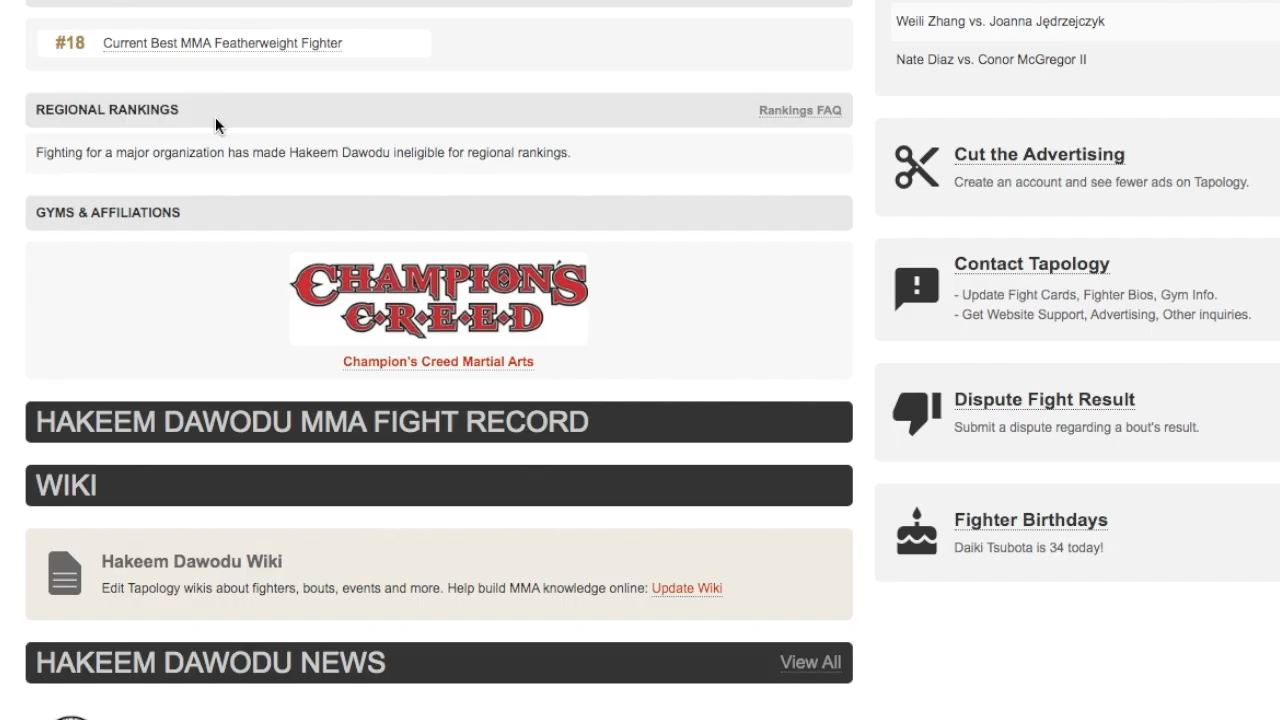 #18 Current Best MMA Featherweight Fighter
REGIONAL RANKINGS Rankings FAQ
Fighting for a major organization has made Hakeem Dawodu ineligible for regional rankings.
GYMS & AFFILIATIONS
CHAMPION'S
CREED
Champion's Creed Martial Arts
HAKEEM DAWODU MMA FIGHT RECORD
WIKI
Hakeem Dawodu Wiki
Edit Tapology wikis about fighters, bouts, events and more. Help build MMA knowledge online: Update Wiki
HAKEEM DAWODU NEWS View All
Weili Zhang vs. Joanna Jędrzejczyk
Nate Diaz vs. Conor McGregor II
Cut the Advertising
Create an account and see fewer ads on Tapology.
Contact Tapology
- Update Fight Cards, Fighter Bios, Gym Info.
- Get Website Support, Advertising, Other inquiries.
Dispute Fight Result
Submit a dispute regarding a bout's result.
Fighter Birthdays
Daiki Tsubota is 34 today!